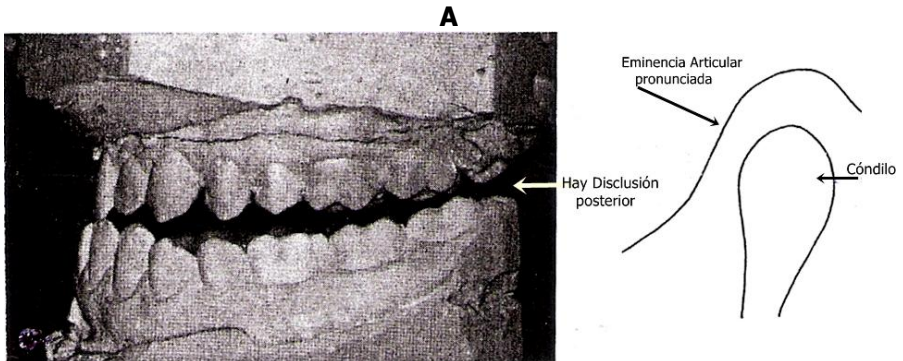 A
Eminencia Articular
pronunciada
Hay Disclusión
posterior
Cóndilo